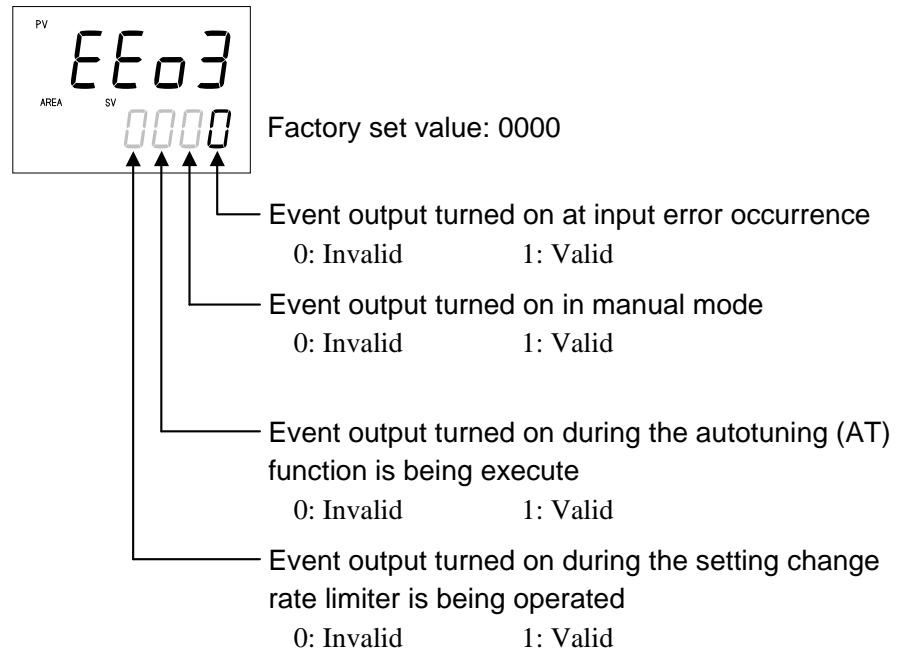 PV
EEo3
AREA SV
0000
Factory set value: 0000
Event output turned on at input error occurrence
0: Invalid 1: Valid
Event output turned on in manual mode
0: Invalid 1: Valid
Event output turned on during the autotuning (AT)
function is being execute
0: Invalid 1: Valid
Event output turned on during the setting change
rate limiter is being operated
0: Invalid 1: Valid